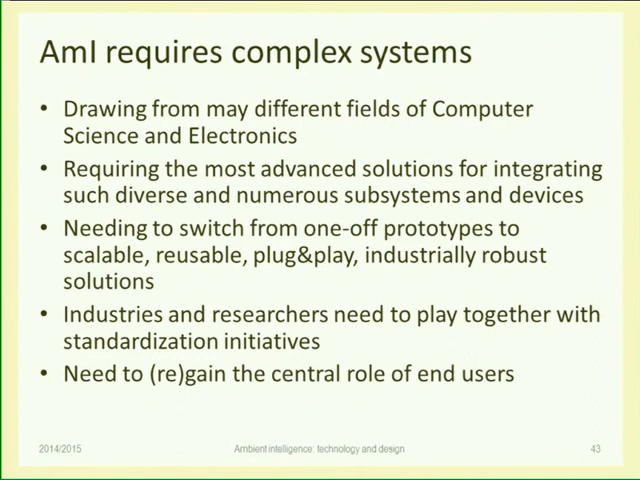 AmI requires complex systems
• Drawing from may different fields of Computer
Science and Electronics
• Requiring the most advanced solutions for integrating
such diverse and numerous subsystems and devices
• Needing to switch from one-off prototypes to
scalable, reusable, plug&play, industrially robust
solutions
• Industries and researchers need to play together with
standardization initiatives
• Need to (re)gain the central role of end users
2014/2015
Ambient intelligence: technology and design
43